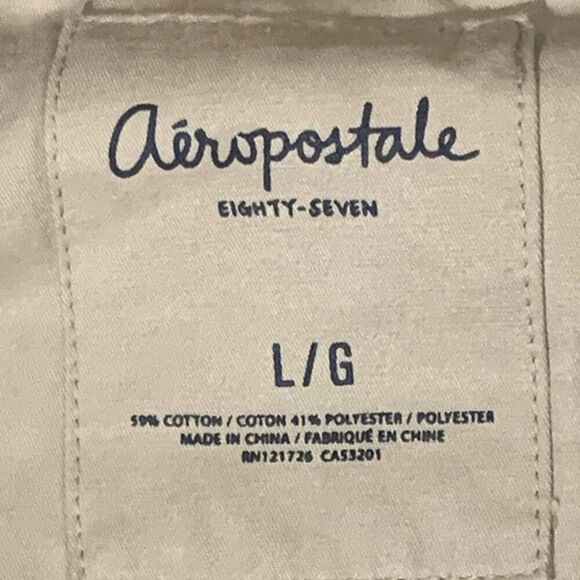 aéropostale
EIGHTY-SEVEN
L/G
59% COTTON / COTON 41% POLYESTER / POLYESTER
MADE IN CHINA / FABRIQUÉ EN CHINE
RN121726 CA53201